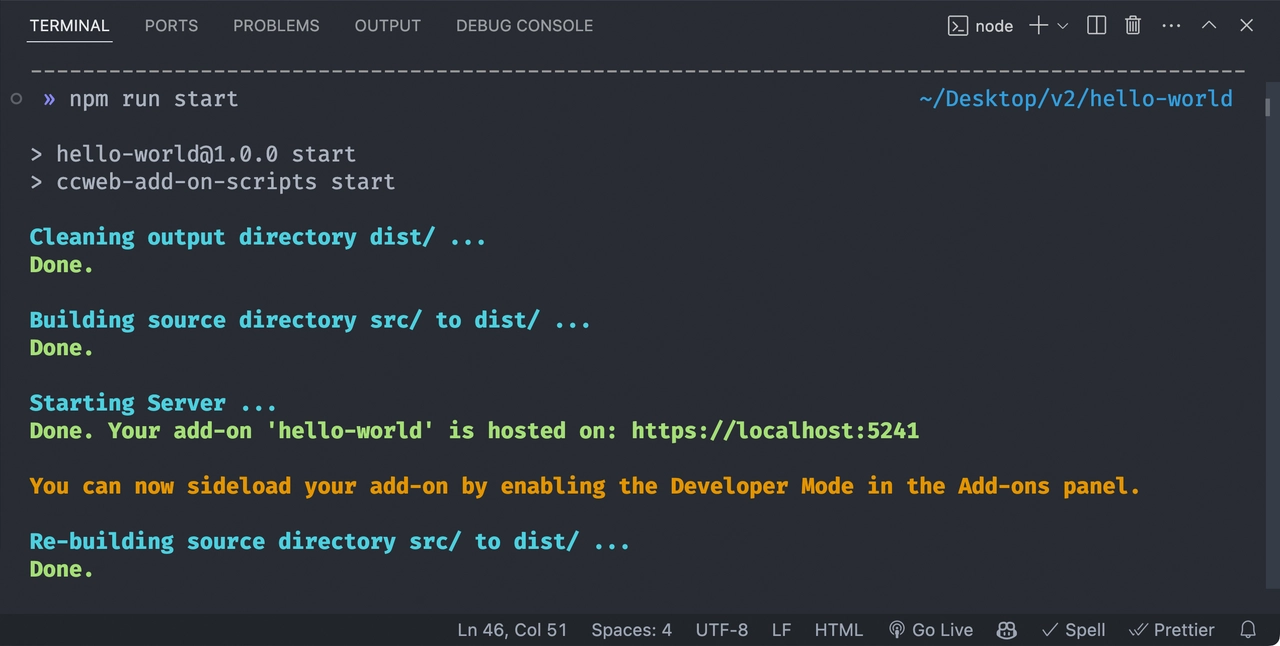 TERMINAL PORTS PROBLEMS OUTPUT DEBUG CONSOLE node
--------------------------------------------------------------------------------------------
» npm run start ~/Desktop/v2/hello-world
> hello-world@1.0.0 start
> ccweb-add-on-scripts start
Cleaning output directory dist/ ...
Done.
Building source directory src/ to dist/ ...
Done.
Starting Server ...
Done. Your add-on 'hello-world' is hosted on: https://localhost:5241
You can now sideload your add-on by enabling the Developer Mode in the Add-ons panel.
Re-building source directory src/ to dist/ ...
Done.
Ln 46, Col 51 Spaces: 4 UTF-8 LF HTML Go Live Spell Prettier